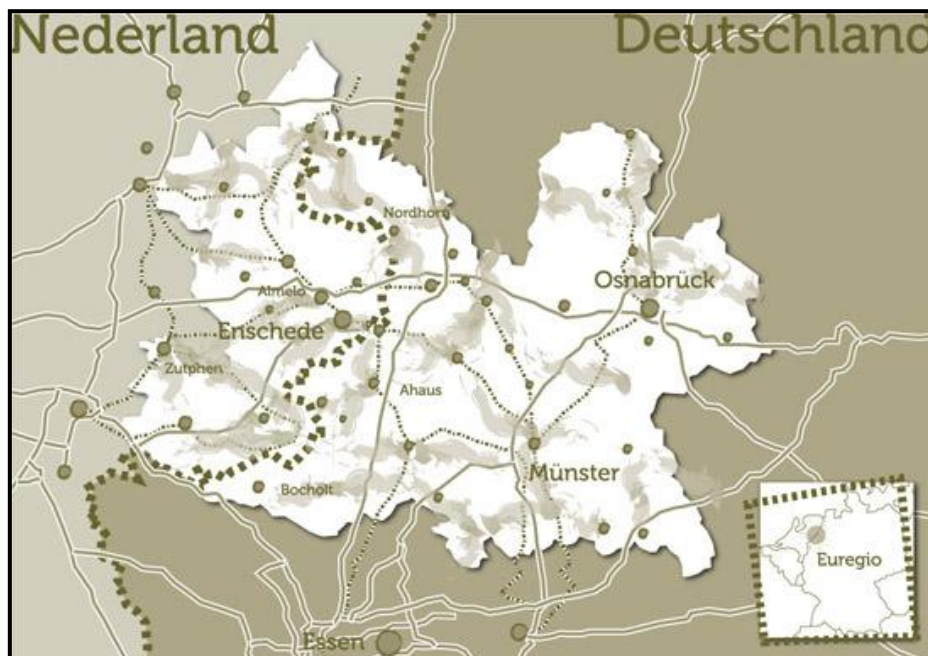 Nederland
Deutschland
Nordhorn
Osnabrück
Almelo
Enschede
Zutphen
Ahaus
Münster
Bocholt
Euregio
Essen